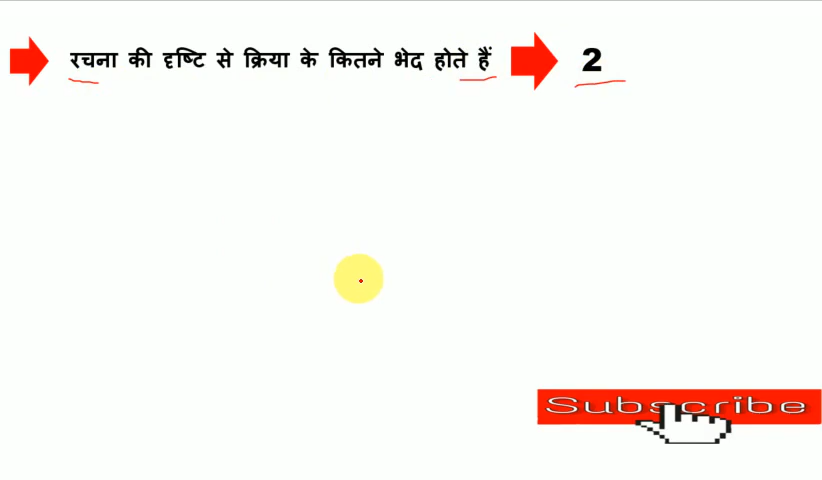 रचना की दृष्टि से क्रिया के कितने भेद होते हैं 2
Subscribe